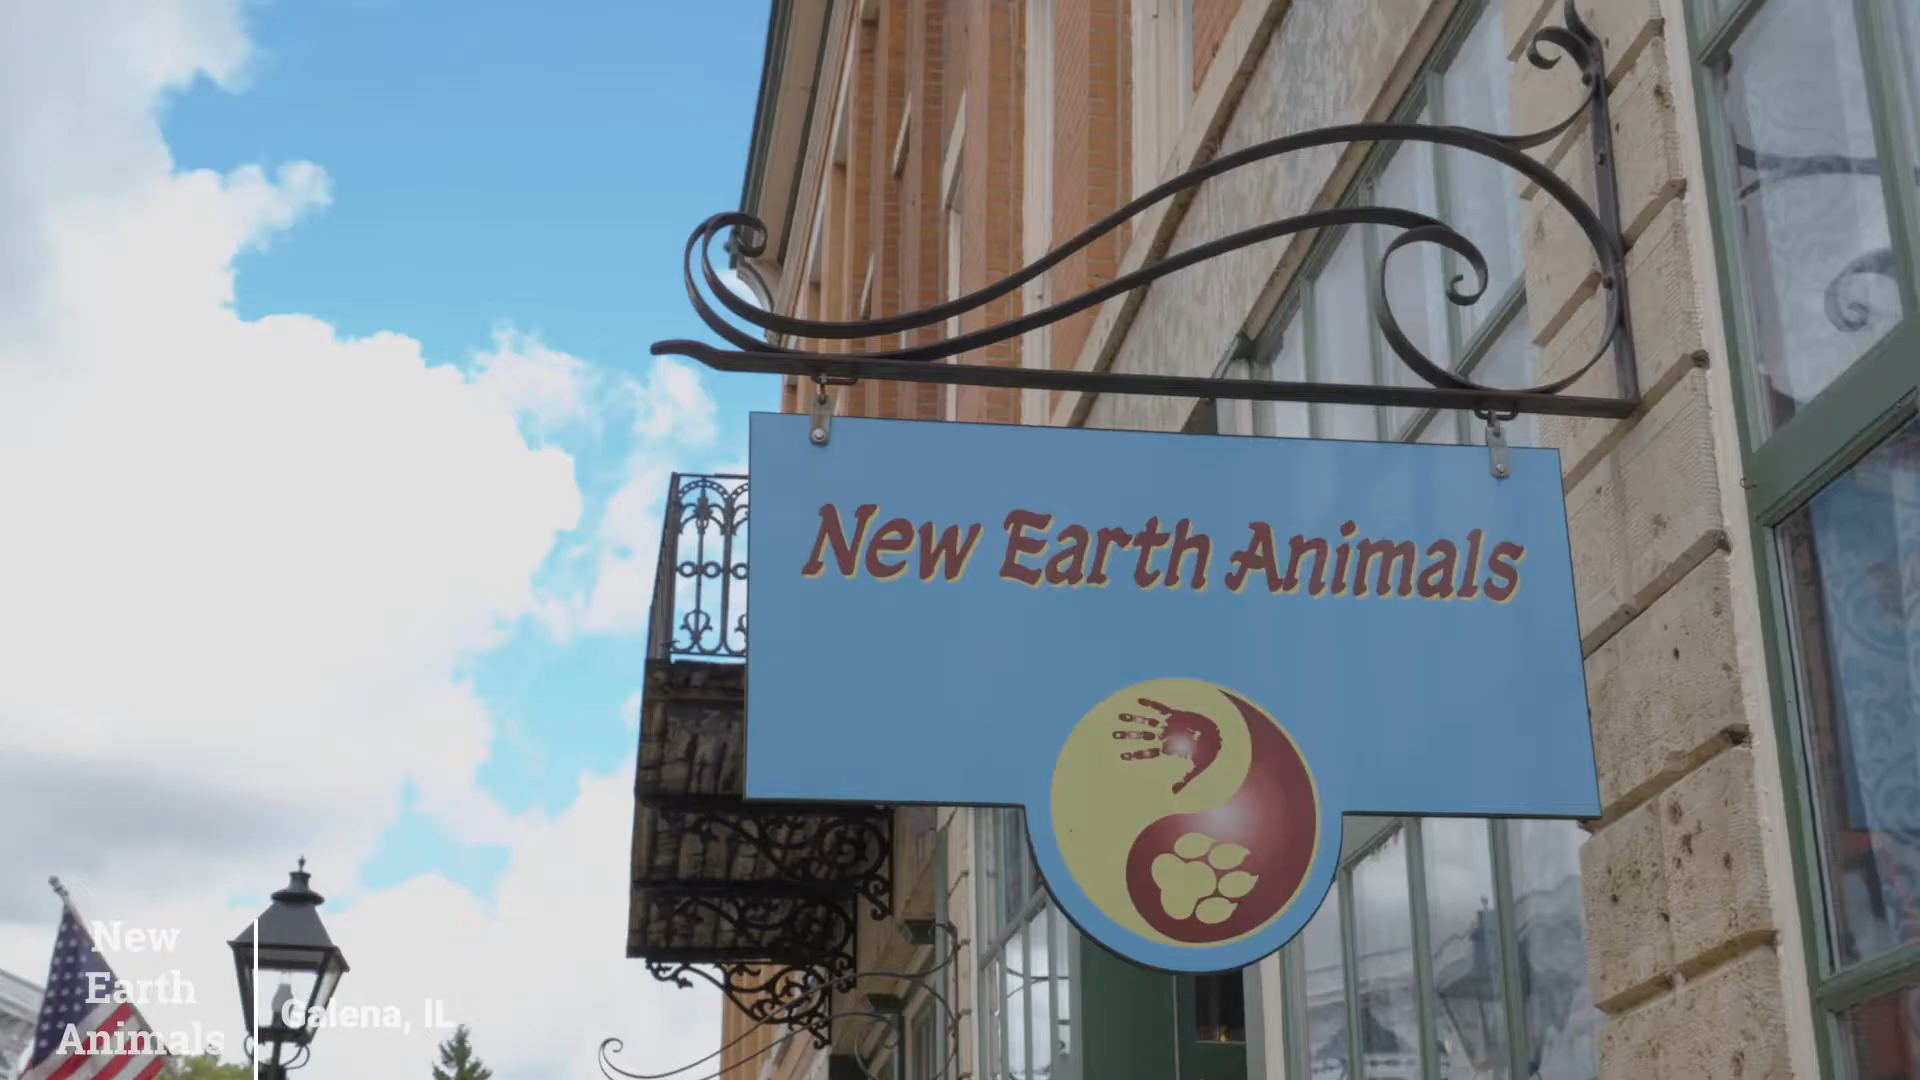 New Earth Animals
New
Earth
Animals
Galena, IL